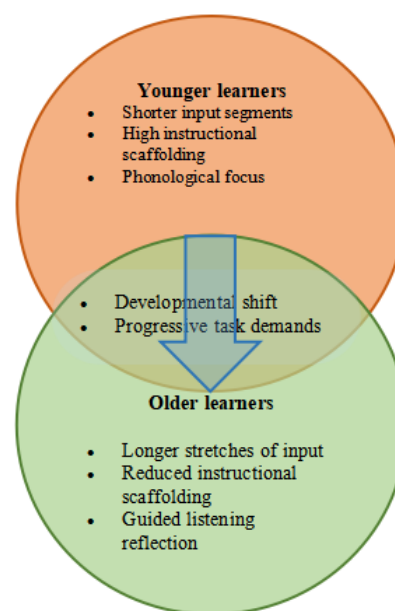 Younger learners
• Shorter input segments
• High instructional
scaffolding
• Phonological focus
• Developmental shift
• Progressive task demands
Older learners
• Longer stretches of input
• Reduced instructional
scaffolding
• Guided listening
reflection